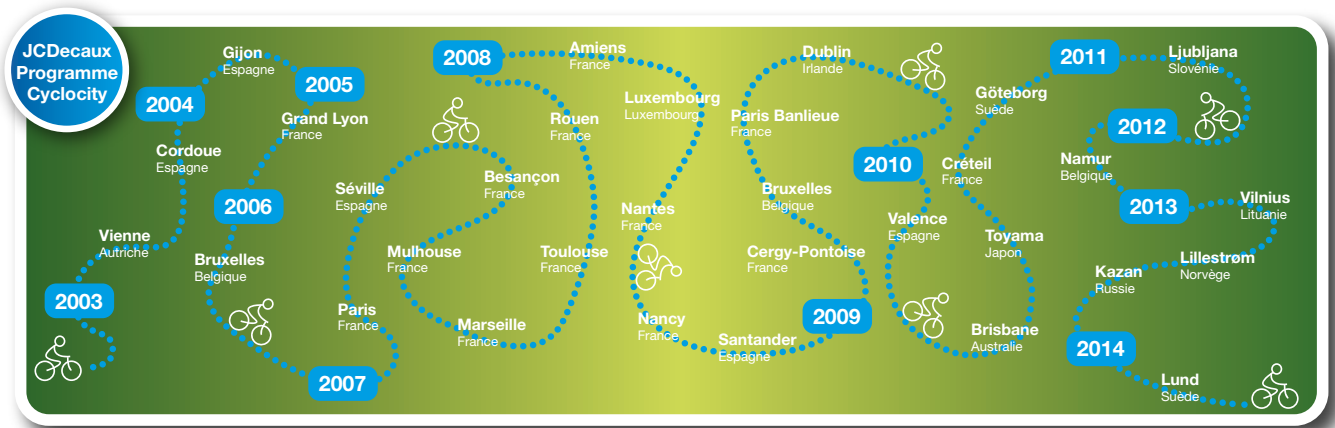 JCDecaux
Programme
Cyclocity
2003
Vienne
Autriche
Cordoue
Espagne
2004
Gijon
Espagne
2005
Grand Lyon
France
2006
Bruxelles
Belgique
2007
Paris
France
Séville
Espagne
Besançon
France
Mulhouse
France
Marseille
France
Toulouse
France
Rouen
France
2008
Amiens
France
Luxembourg
Luxembourg
Nantes
France
Nancy
France
Santander
Espagne
2009
Cergy-Pontoise
France
Bruxelles
Belgique
Paris Banlieue
France
Dublin
Irlande
2010
Valence
Espagne
Brisbane
Australie
Toyama
Japon
Créteil
France
Göteborg
Suède
2011
Ljubljana
Slovénie
2012
Namur
Belgique
2013
Vilnius
Lituanie
Lillestrøm
Norvège
Kazan
Russie
2014
Lund
Suède